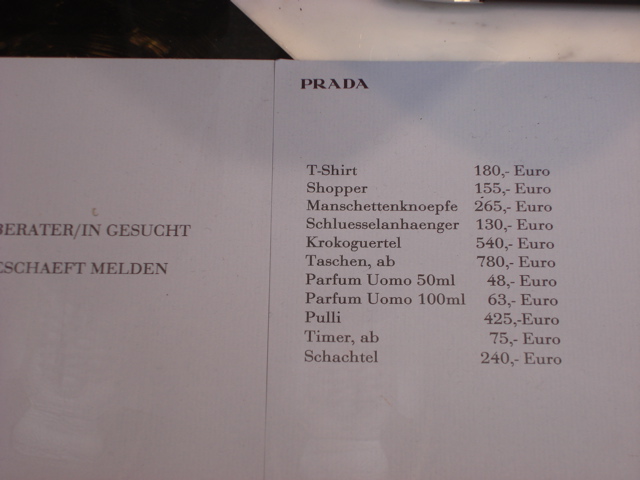 BERATER/IN GESUCHT
ESCHAEFT MELDEN
PRADA
T-Shirt 180,- Euro
Shopper 155,- Euro
Manschettenknoepfe 265,- Euro
Schluesselanhaenger 130,- Euro
Krokoguertel 540,- Euro
Taschen, ab 780,- Euro
Parfum Uomo 50ml 48,- Euro
Parfum Uomo 100ml 63,- Euro
Pulli 425,-Euro
Timer, ab 75,- Euro
Schachtel 240,- Euro